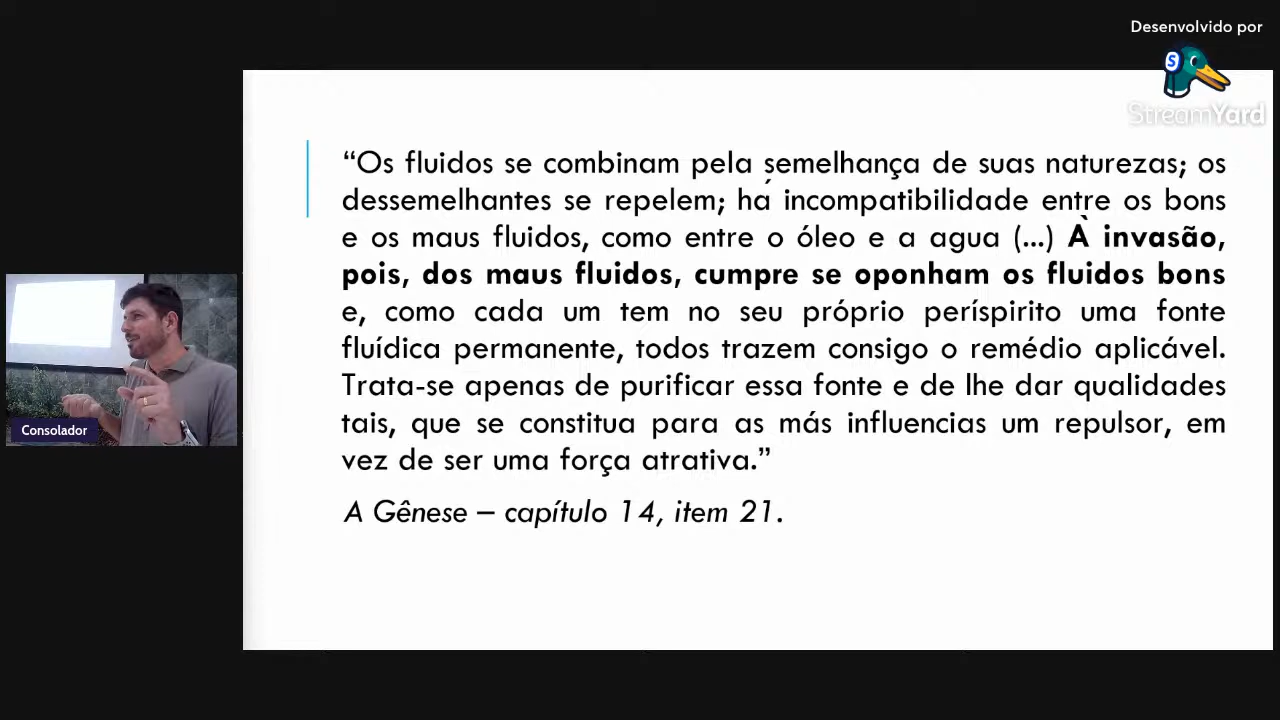 Desenvolvido por
S
StreamYard
“Os fluidos se combinam pela semelhança de suas naturezas; os
dessemelhantes se repelem; há incompatibilidade entre os bons
e os maus fluidos, como entre o óleo e a agua (...) À invasão,
pois, dos maus fluidos, cumpre se oponham os fluidos bons
e, como cada um tem no seu próprio períspirito uma fonte
fluídica permanente, todos trazem consigo o remédio aplicável.
Trata-se apenas de purificar essa fonte e de lhe dar qualidades
tais, que se constitua para as más influencias um repulsor, em
vez de ser uma força atrativa.”
A Gênese – capítulo 14, item 21.
Consolador